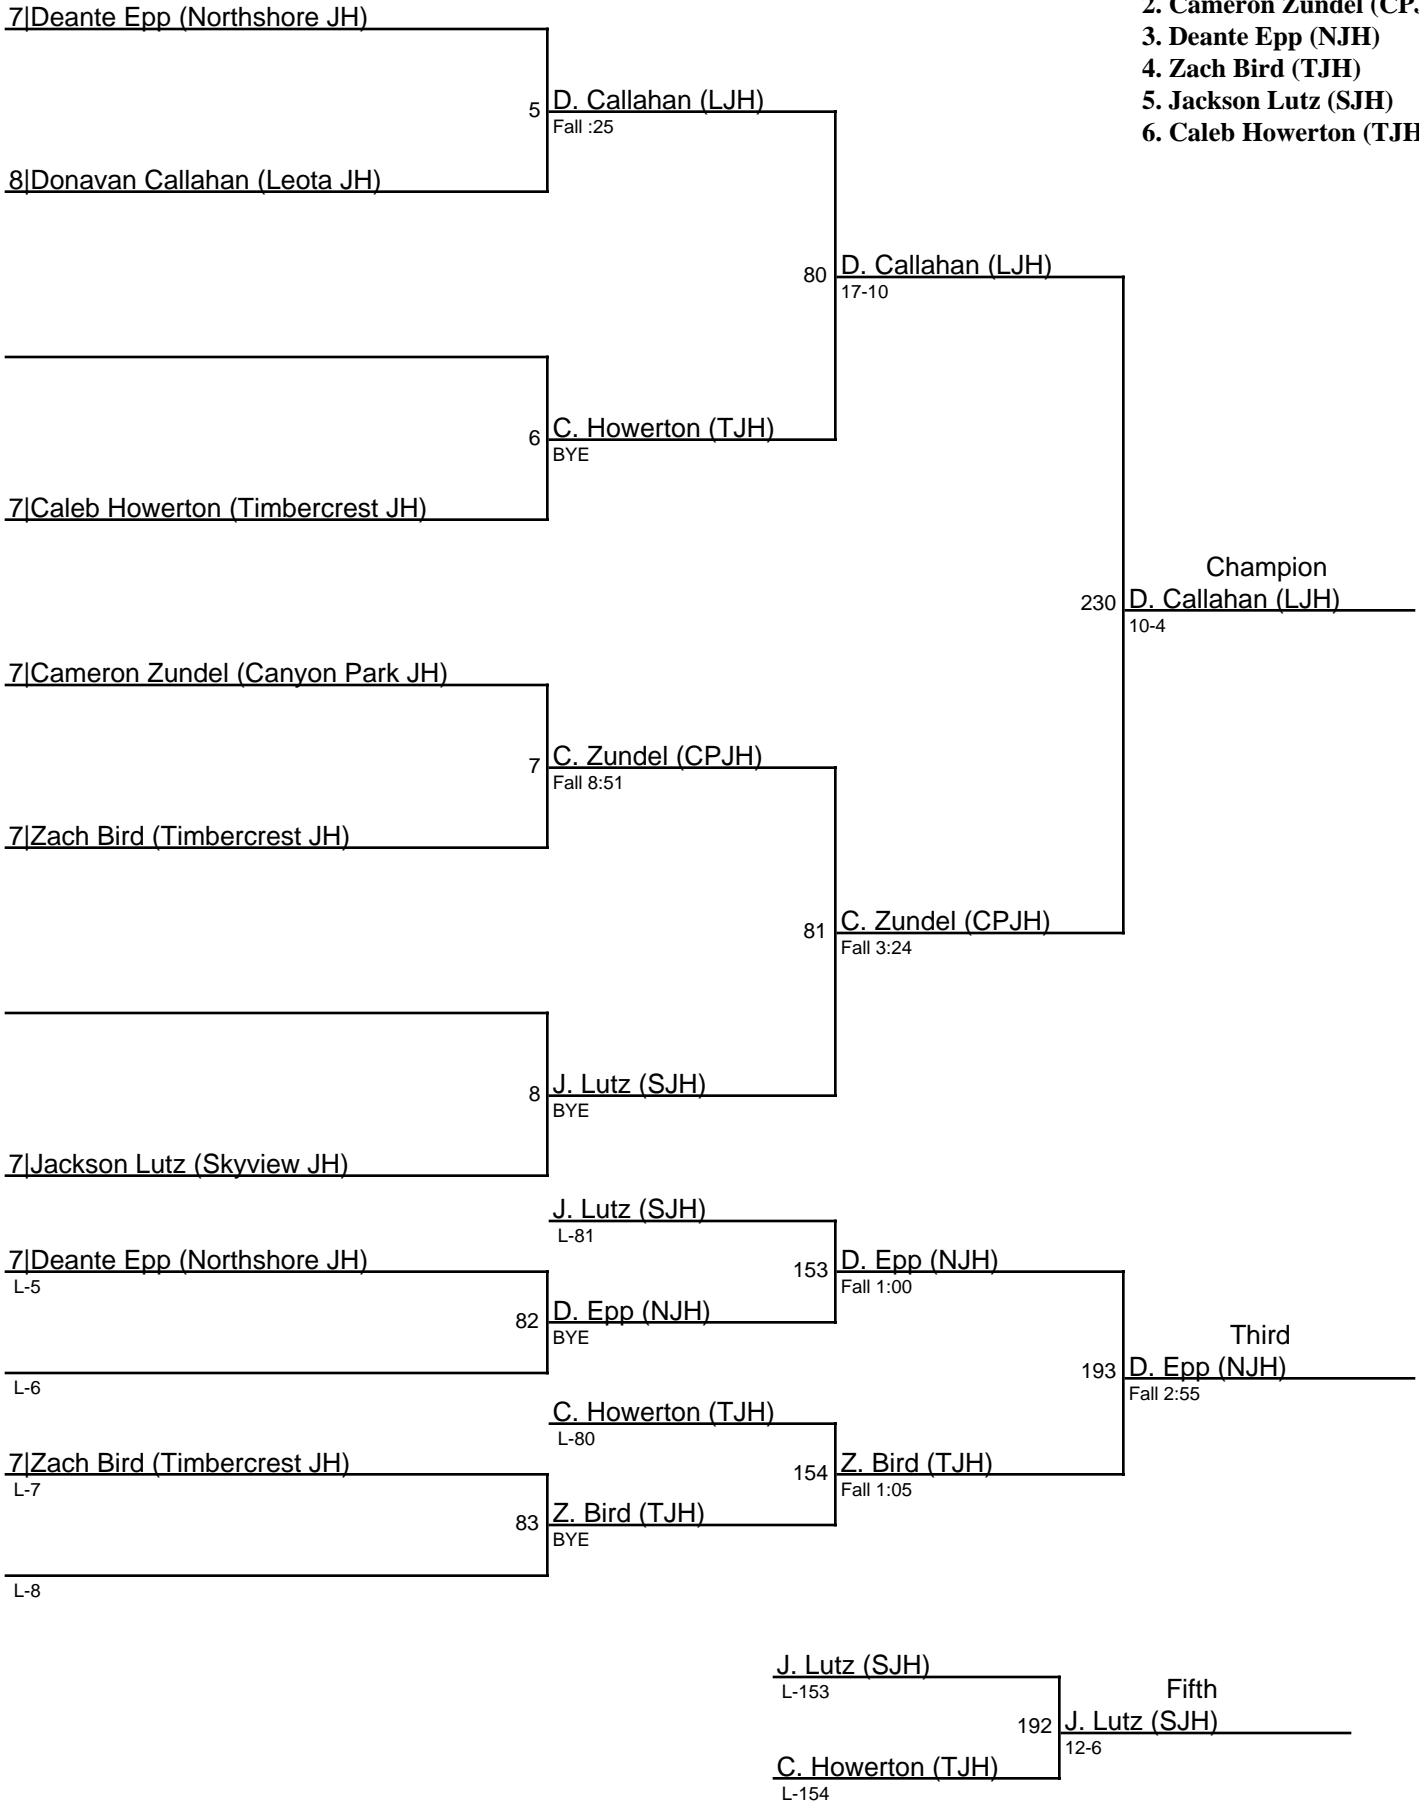 7|Deante Epp (Northshore JH)
2. Cameron Zundel
3. Deante Epp (NJH)
4. Zach Bird (TJH)
5. Jackson Lutz (SJH)
6. Caleb Howerton (TJH
5
D. Callahan (LJH)
Fall :25
8|Donavan Callahan (Leota JH)
80
D. Callahan (LJH)
17-10
6
C. Howerton (TJH)
BYE
7|Caleb Howerton (Timbercrest JH)
Champion
230
D. Callahan (LJH)
10-4
7|Cameron Zundel (Canyon Park JH)
7
C. Zundel (CPJH)
Fall 8:51
7|Zach Bird (Timbercrest JH)
81
C. Zundel (CPJH)
Fall 3:24
8
J. Lutz (SJH)
BYE
7|Jackson Lutz (Skyview JH)
J. Lutz (SJH)
L-81
7|Deante Epp (Northshore JH)
L-5
153
D. Epp (NJH)
Fall 1:00
82
D. Epp (NJH)
BYE
Third
193
D. Epp (NJH)
Fall 2:55
L-6
C. Howerton (TJH)
L-80
7|Zach Bird (Timbercrest JH)
L-7
154
Z. Bird (TJH)
Fall 1:05
83
Z. Bird (TJH)
BYE
L-8
J. Lutz (SJH)
L-153
Fifth
192
J. Lutz (SJH)
12-6
C. Howerton (TJH)
L-154